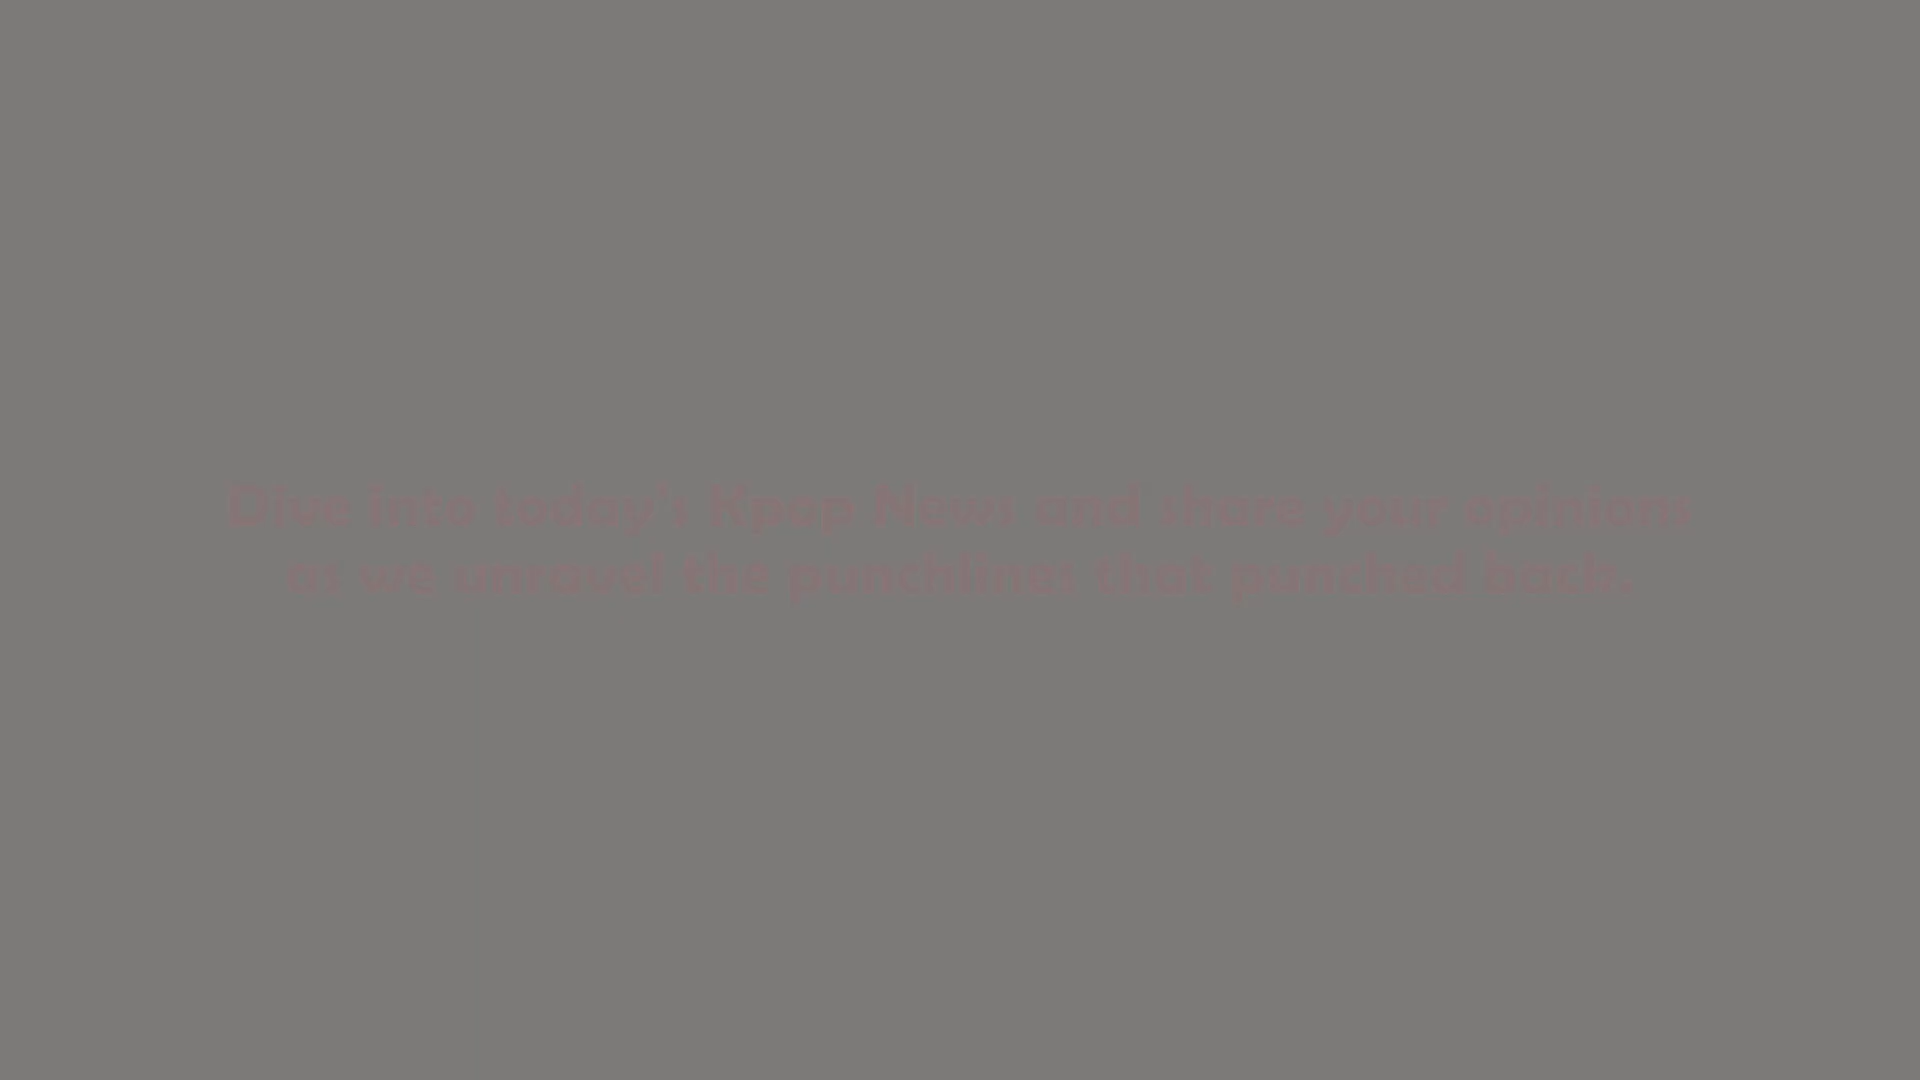 Dive into today's Kpop News and share your opinions
as we unravel the punchlines that punched back.